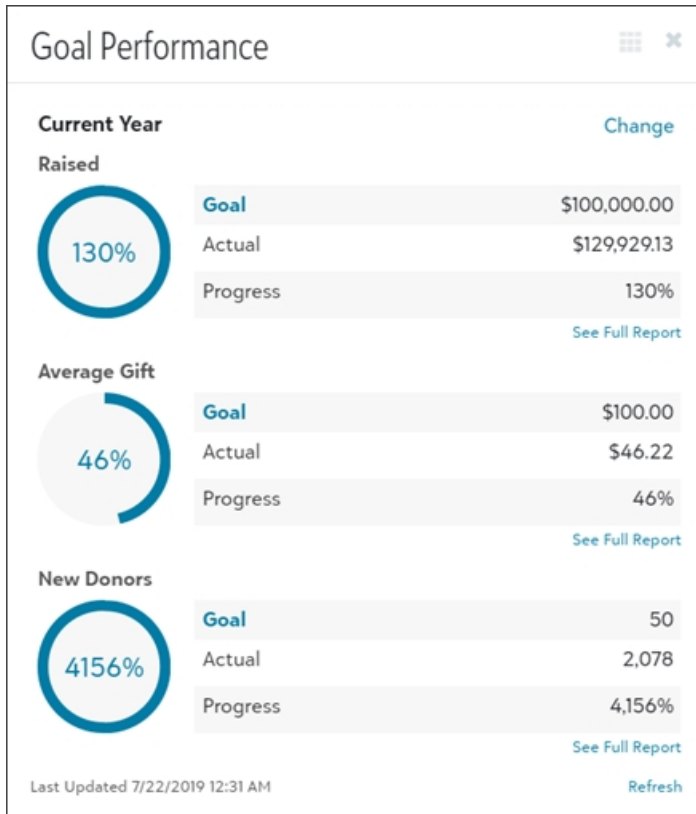 Goal Performance
Current Year
Change
Raised
130%
Goal $100,000.00
Actual $129,929.13
Progress 130%
See Full Report
Average Gift
46%
Goal $100.00
Actual $46.22
Progress 46%
See Full Report
New Donors
4156%
Goal 50
Actual 2,078
Progress 4,156%
See Full Report
Last Updated 7/22/2019 12:31 AM
Refresh